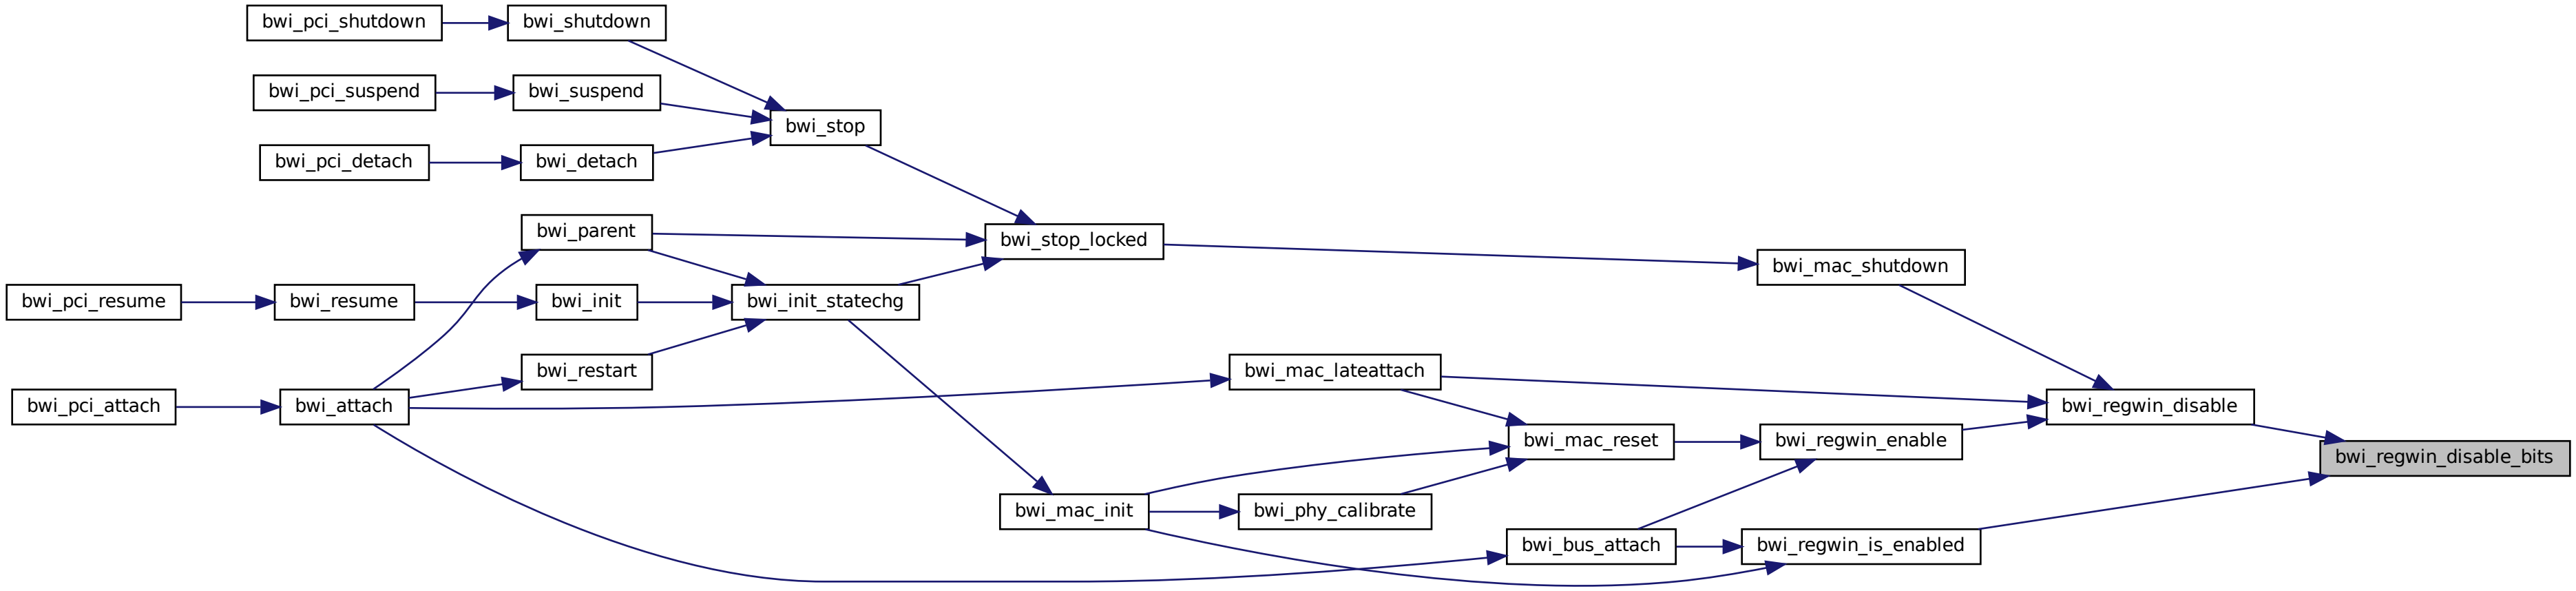 bwi_pci_shutdown
bwi_shutdown
bwi_pci_suspend
bwi_suspend
bwi_stop
bwi_pci_detach
bwi_detach
bwi_parent
bwi_stop_locked
bwi_mac_shutdown
bwi_pci_resume
bwi_resume
bwi_init
bwi_init_statechg
bwi_restart
bwi_mac_lateattach
bwi_pci_attach
bwi_attach
bwi_regwin_disable
bwi_mac_reset
bwi_regwin_enable
bwi_regwin_disable_bits
bwi_mac_init
bwi_phy_calibrate
bwi_bus_attach
bwi_regwin_is_enabled